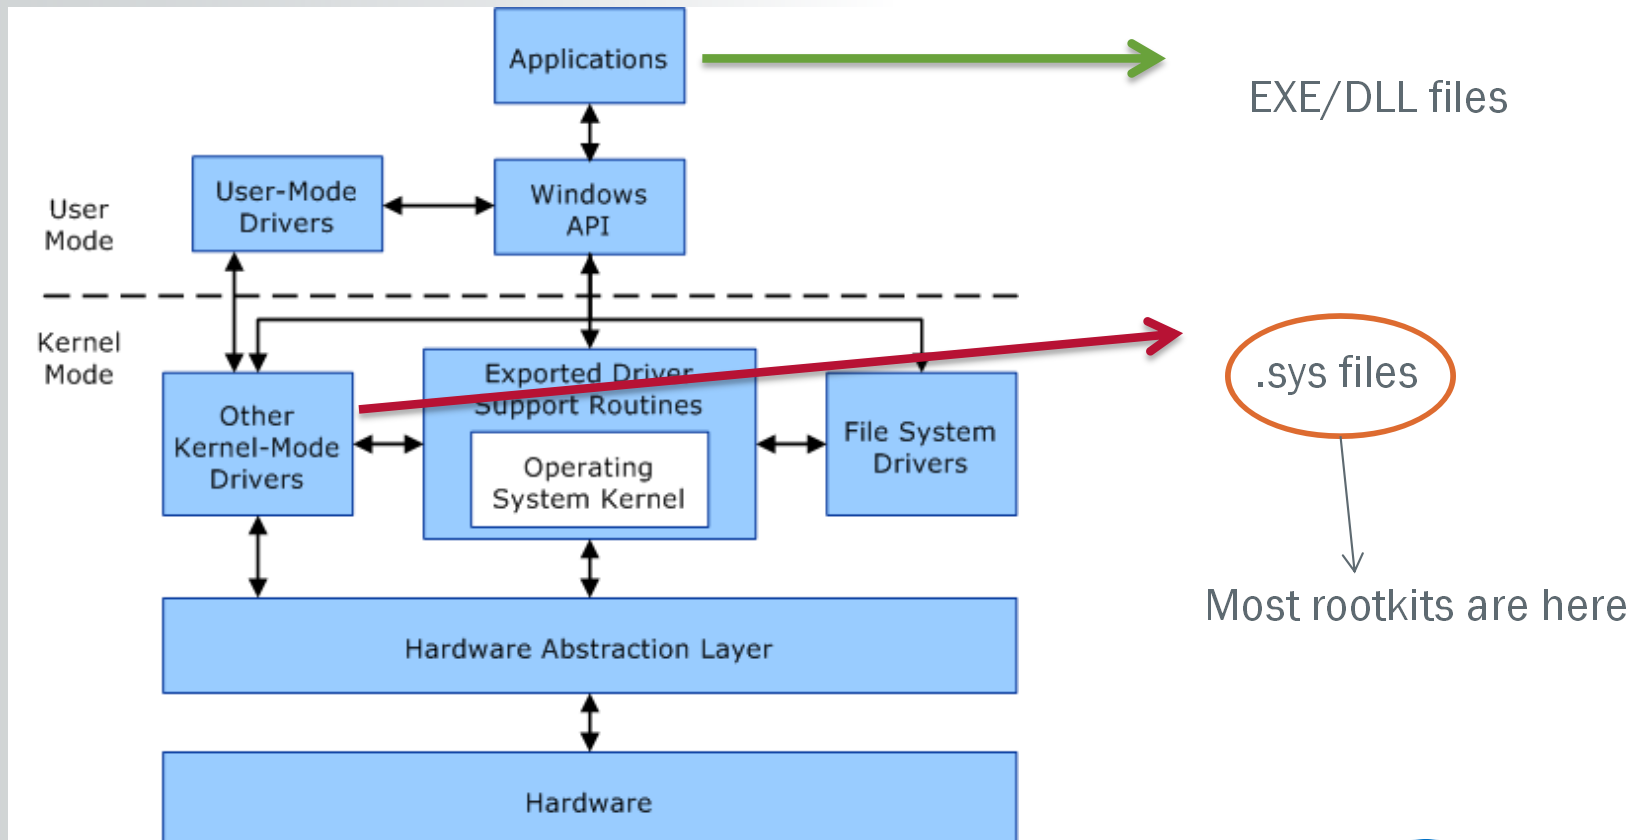 Applications
EXE/DLL files
User-Mode
Drivers
Windows
API
User
Mode
Kernel
Mode
Exported Driver
Support Routines
.sys files
Other
Kernel-Mode
Drivers
Operating
System Kernel
File System
Drivers
Most rootkits are here
Hardware Abstraction Layer
Hardware